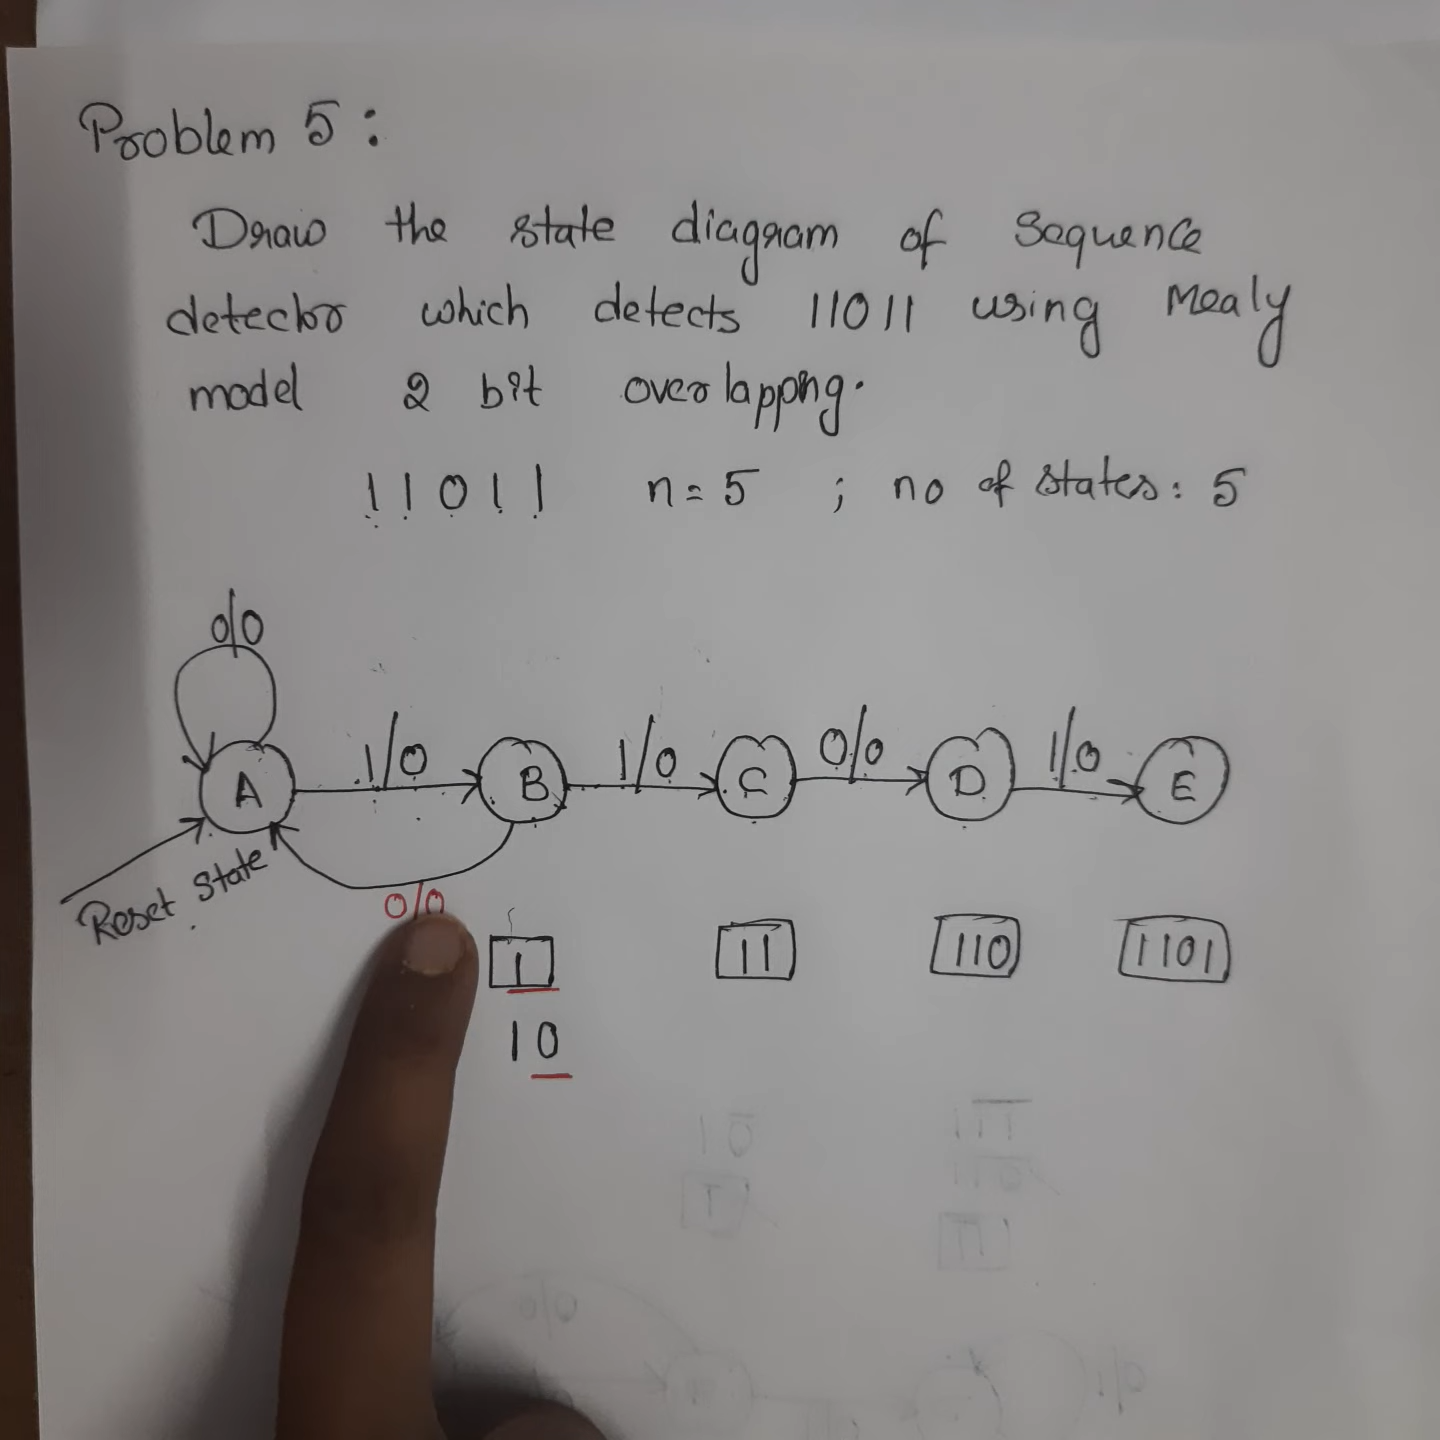 Problem 5 :
Draw the state diagram of Sequence
detector which detects 11011 using Mealy
model 2 bit overlapping.
11011 n = 5 ; no of states : 5
0/0
1/0 1/0 0/0 1/0
A B C D E
Reset State
0/0
1 11 110 1101
10